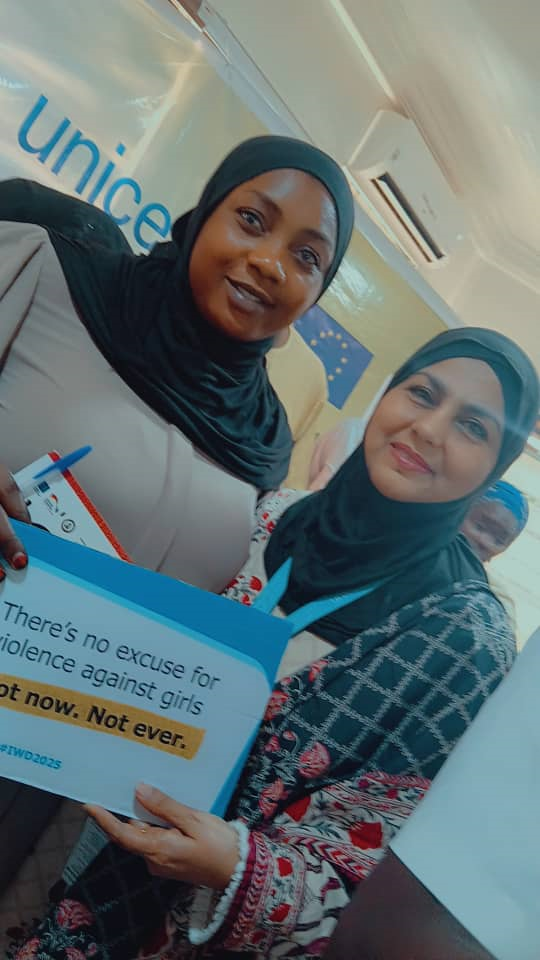 unice
There's no excuse for
violence against girls
ot now. Not ever.
#IWD2025